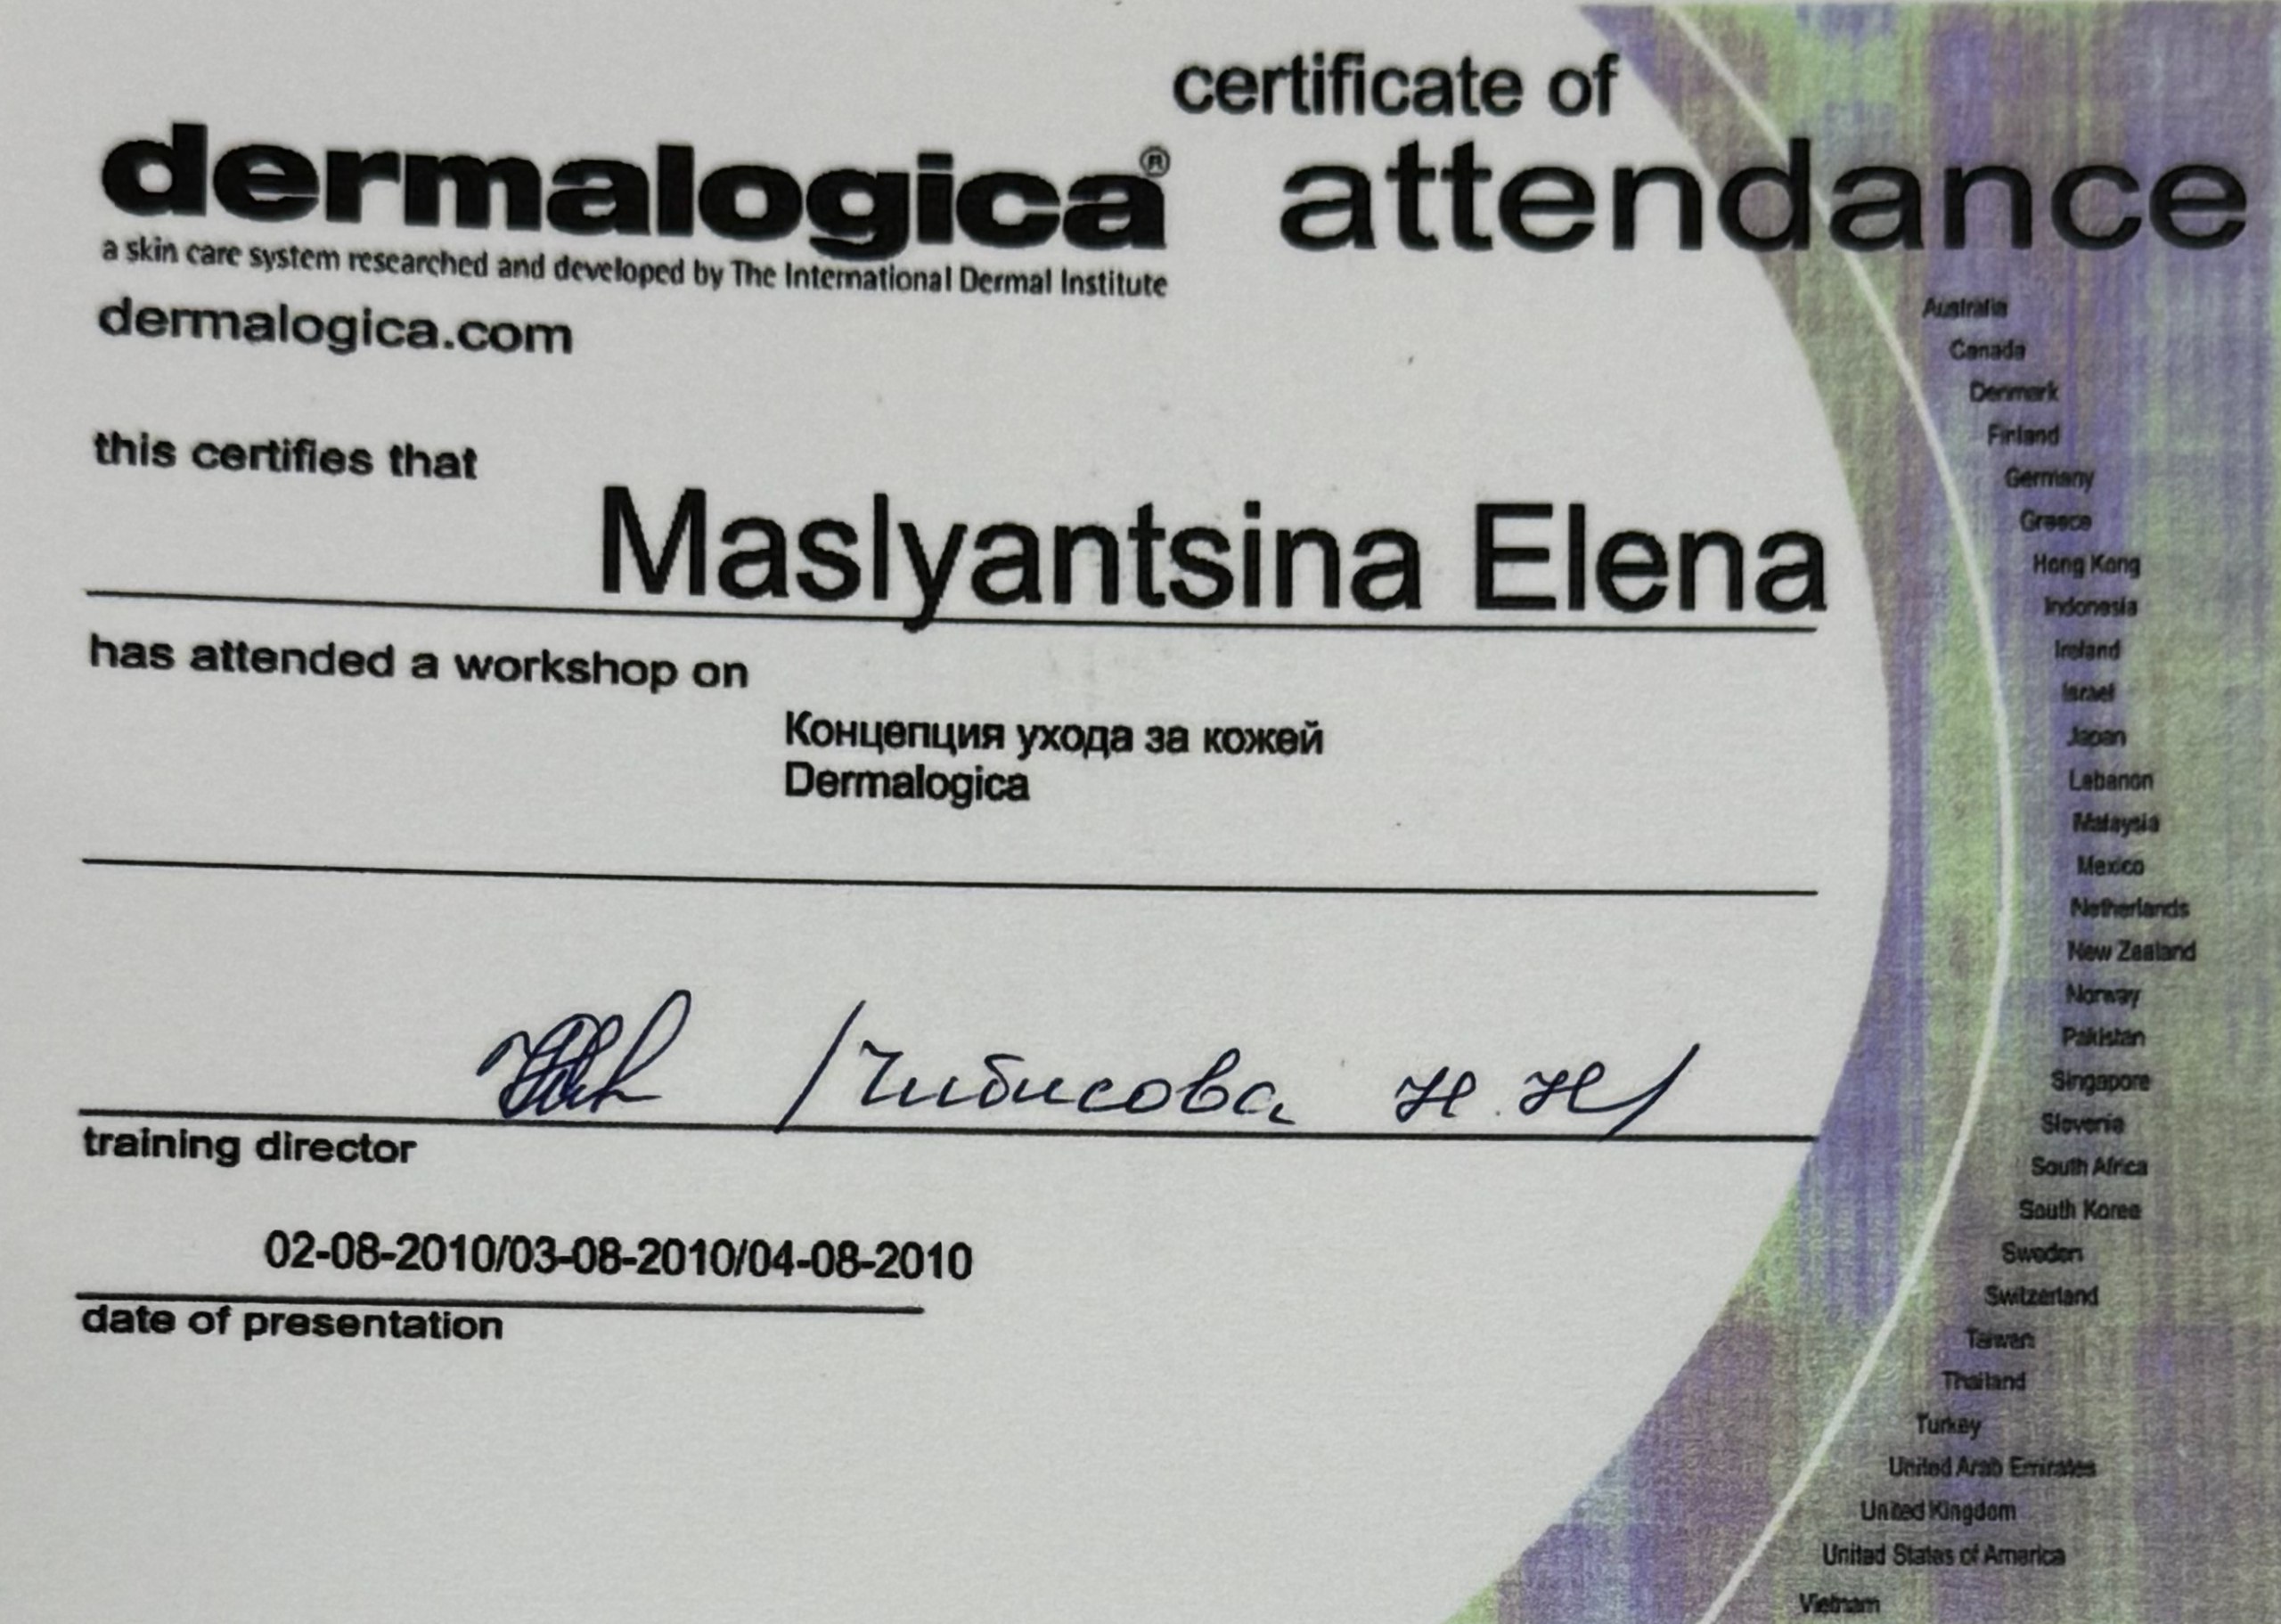 certificate of
attendance
dermalogica®
a skin care system researched and developed by The International Dermal Institute
dermalogica.com
this certifies that
Maslyantsina Elena
has attended a workshop on
Концепция ухода за кожей
Dermalogica
/Чибисова Н.Н/
training director
02-08-2010/03-08-2010/04-08-2010
date of presentation
Australia
Canada
Denmark
Finland
Germany
Greece
Hong Kong
Indonesia
Ireland
Israel
Japan
Lebanon
Malaysia
Mexico
Netherlands
New Zealand
Norway
Pakistan
Singapore
Slovenia
South Africa
South Korea
Sweden
Switzerland
Taiwan
Thailand
Turkey
United Arab Emirates
United Kingdom
United States of America
Vietnam